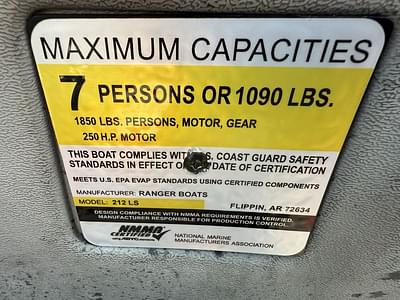 MAXIMUM CAPACITIES
7 PERSONS OR 1090 LBS.
1850 LBS. PERSONS, MOTOR, GEAR
250 H.P. MOTOR
THIS BOAT COMPLIES WITH U.S. COAST GUARD SAFETY
STANDARDS IN EFFECT ON DATE OF CERTIFICATION
MEETS U.S. EPA EVAP STANDARDS USING CERTIFIED COMPONENTS
MANUFACTURER: RANGER BOATS
MODEL: 212 LS FLIPPIN, AR 72634
DESIGN COMPLIANCE WITH NMMA REQUIREMENTS IS VERIFIED.
MANUFACTURER RESPONSIBLE FOR PRODUCTION CONTROL.
NMMA
CERTIFIED
NATIONAL MARINE
MANUFACTURERS ASSOCIATION